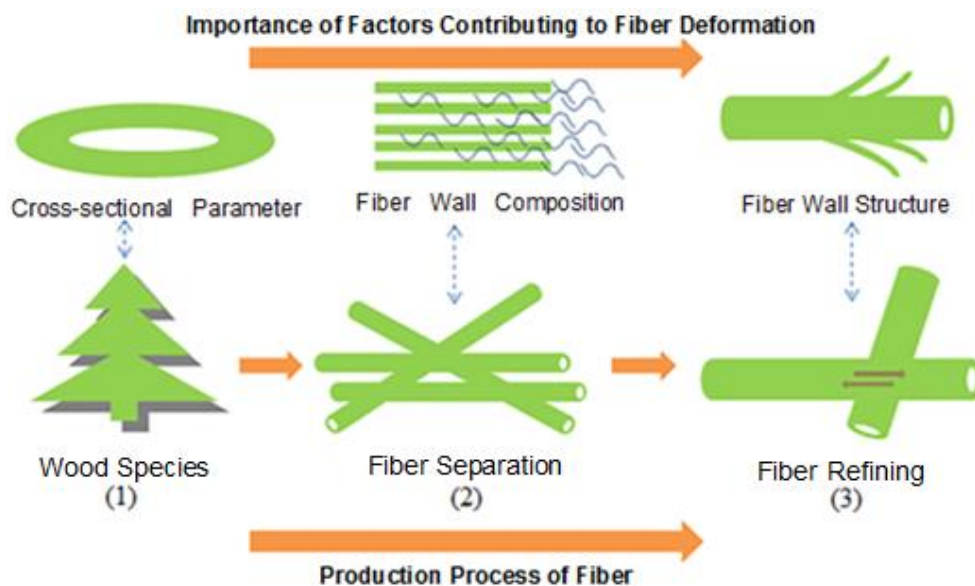 Importance of Factors Contributing to Fiber Deformation
Cross-sectional Parameter
Fiber Wall Composition
Fiber Wall Structure
Wood Species
(1)
Fiber Separation
(2)
Fiber Refining
(3)
Production Process of Fiber